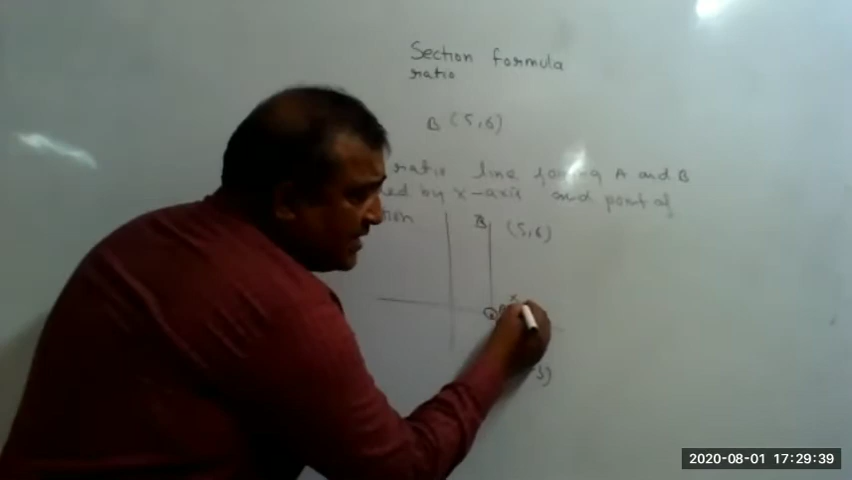 Section formula
ratio
B (5,6)
ratio line joining A and B
by x-axis and point of
B (5,6)
2020-08-01 17:29:39